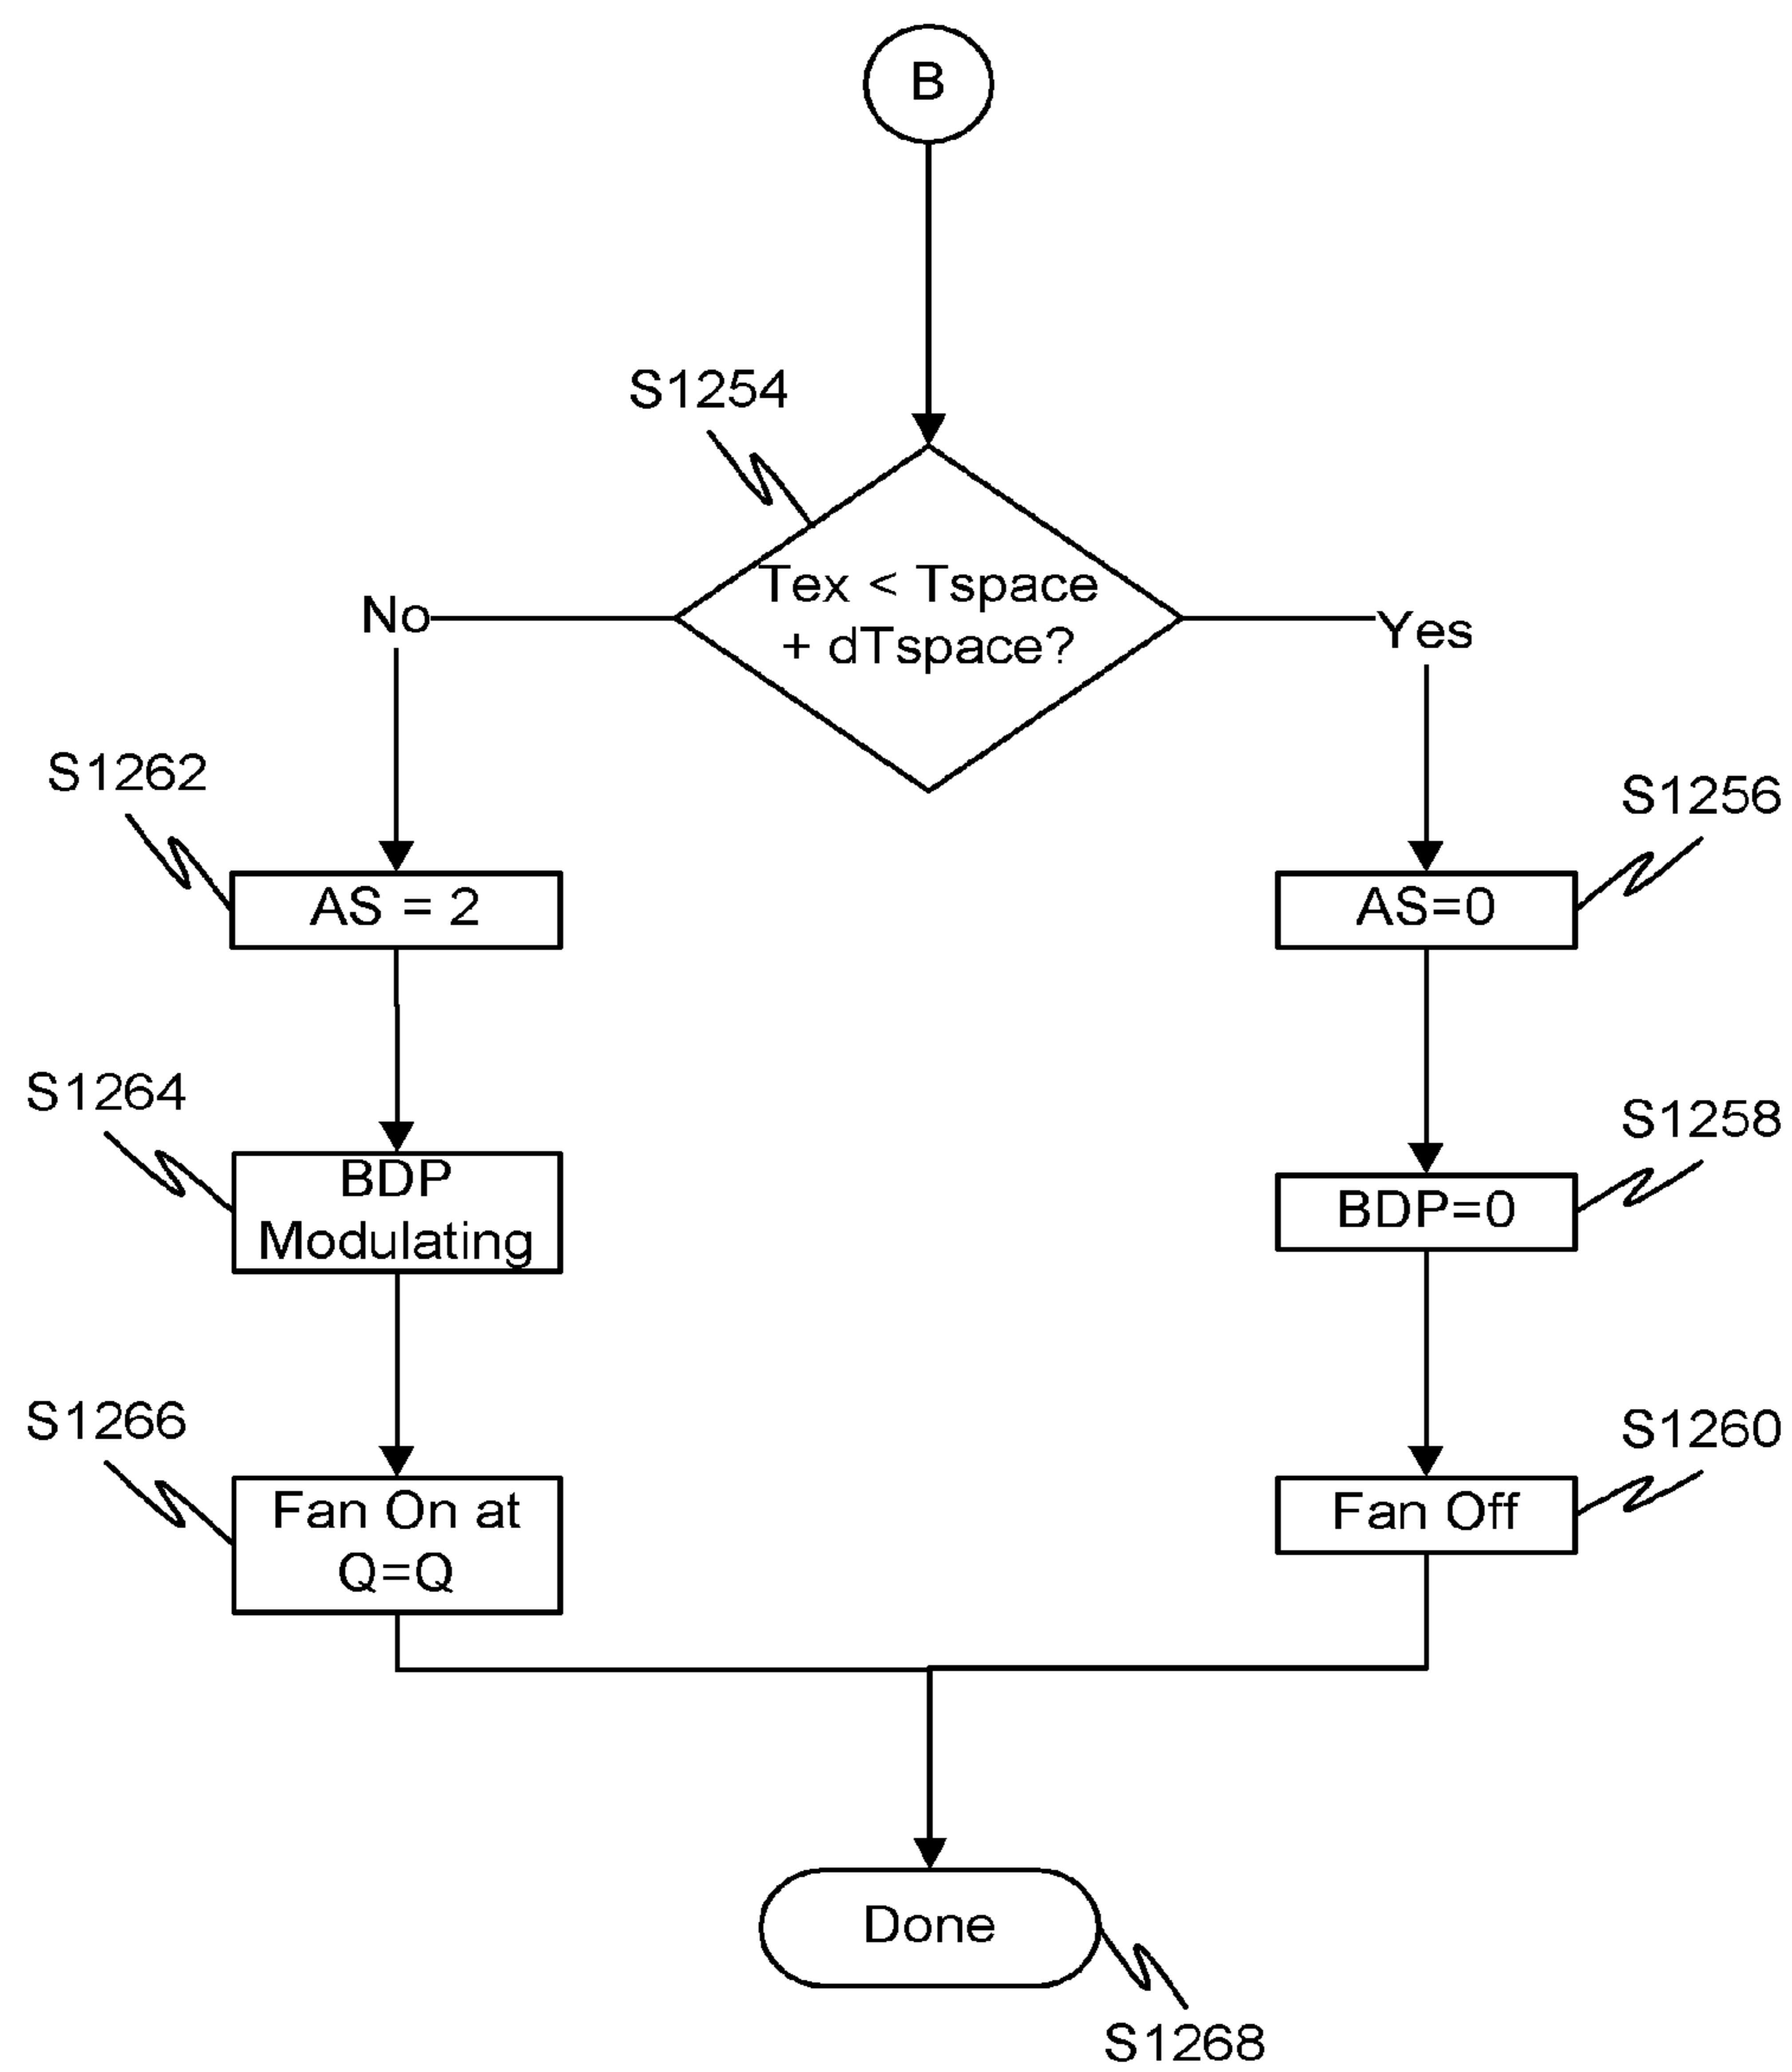 B
S1254
Tex < Tspace
+ dTspace?
No
Yes
S1262
S1256
AS = 2
AS=0
S1264
S1258
BDP
Modulating
BDP=0
S1266
S1260
Fan On at
Q=Q
Fan Off
Done
S1268